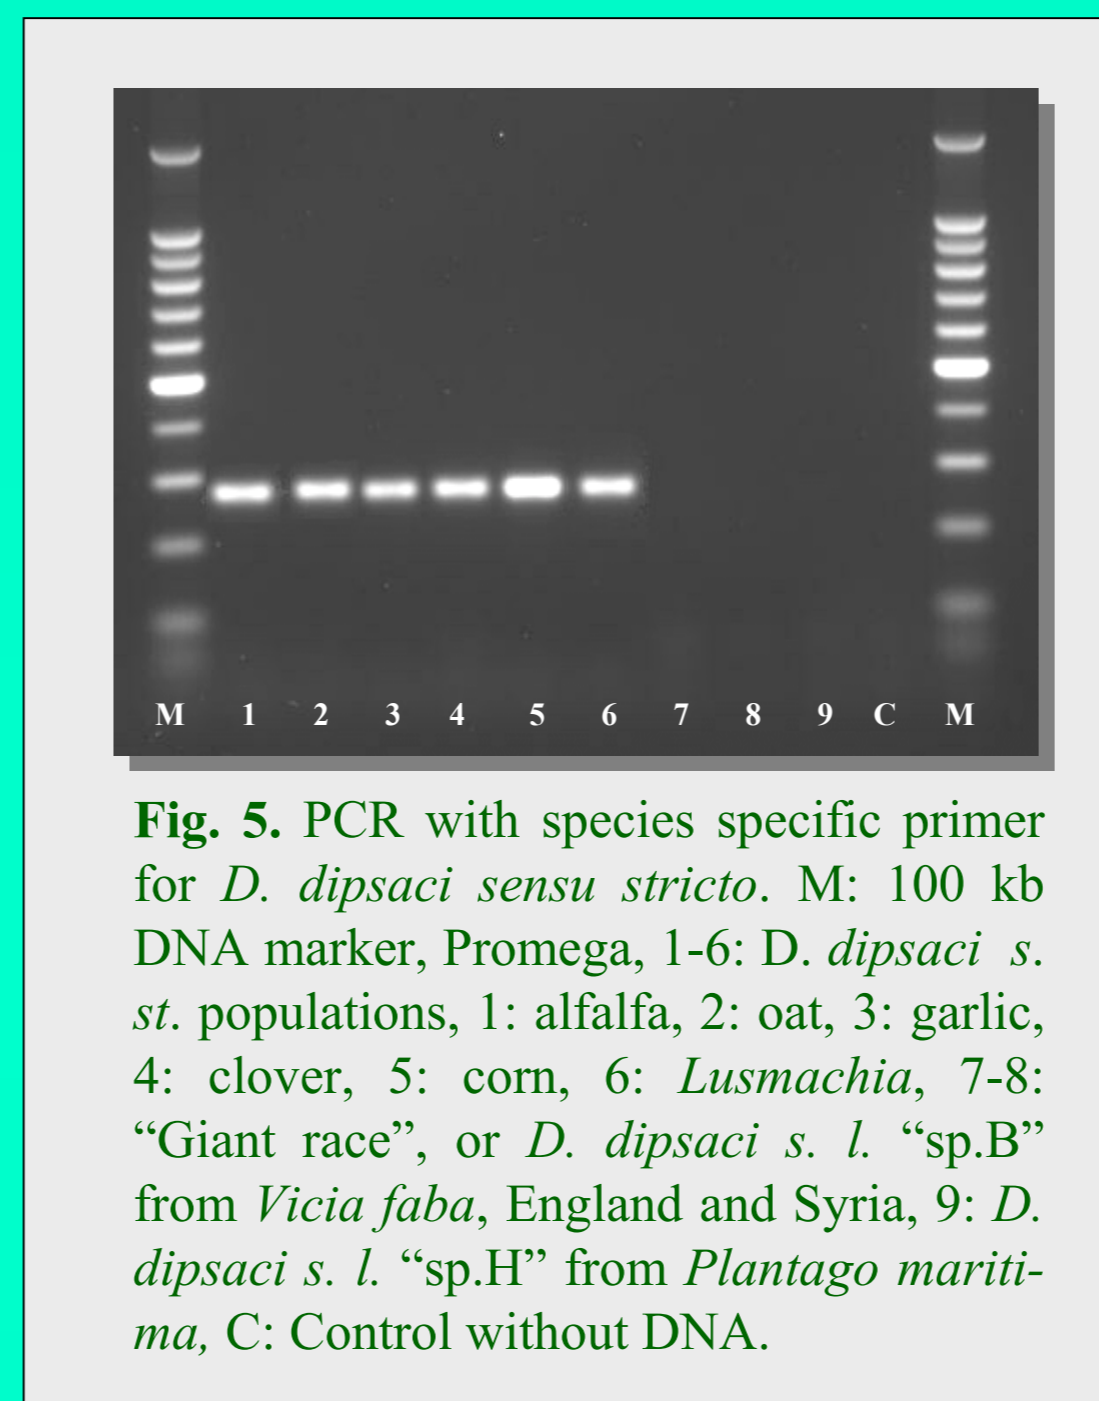 M 1 2 3 4 5 6 7 8 9 C M
Fig. 5. PCR with species specific primer
for D. dipsaci sensu stricto. M: 100 kb
DNA marker, Promega, 1-6: D. dipsaci s.
st. populations, 1: alfalfa, 2: oat, 3: garlic,
4: clover, 5: corn, 6: Lusmachia, 7-8:
“Giant race”, or D. dipsaci s. l. “sp.B”
from Vicia faba, England and Syria, 9: D.
dipsaci s. l. “sp.H” from Plantago mariti-
ma, C: Control without DNA.